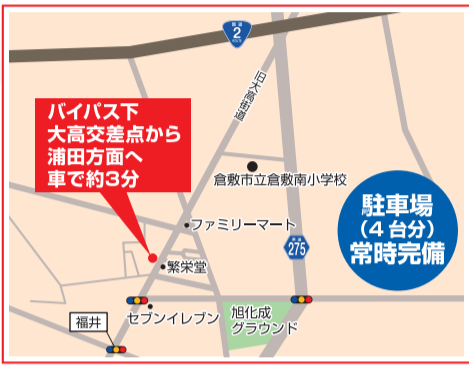 国道
2
旧大高街道
バイパス下
大高交差点から
浦田方面へ
車で約3分
倉敷市立倉敷南小学校
駐車場
(4台分)
常時完備
ファミリーマート
275
繁栄堂
セブンイレブン
旭化成
グラウンド
福井